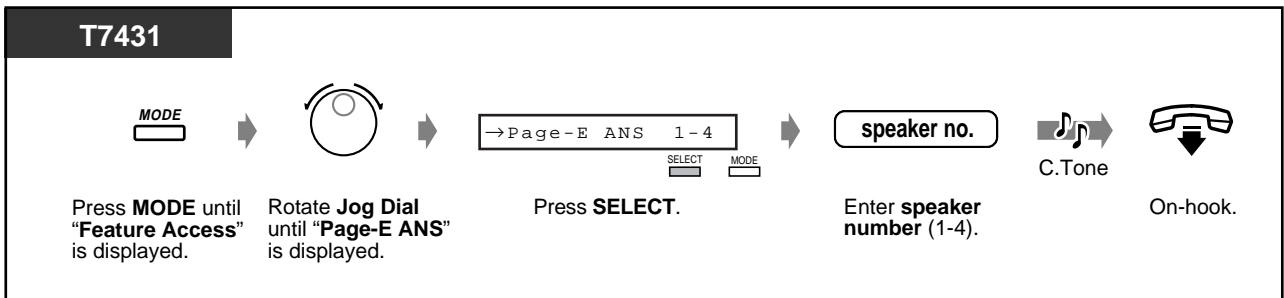 T7431
MODE
→Page-E ANS 1-4
SELECT MODE
speaker no.
C.Tone
Press MODE until
"Feature Access"
is displayed.
Rotate Jog Dial
until "Page-E ANS"
is displayed.
Press SELECT.
Enter speaker
number (1-4).
On-hook.